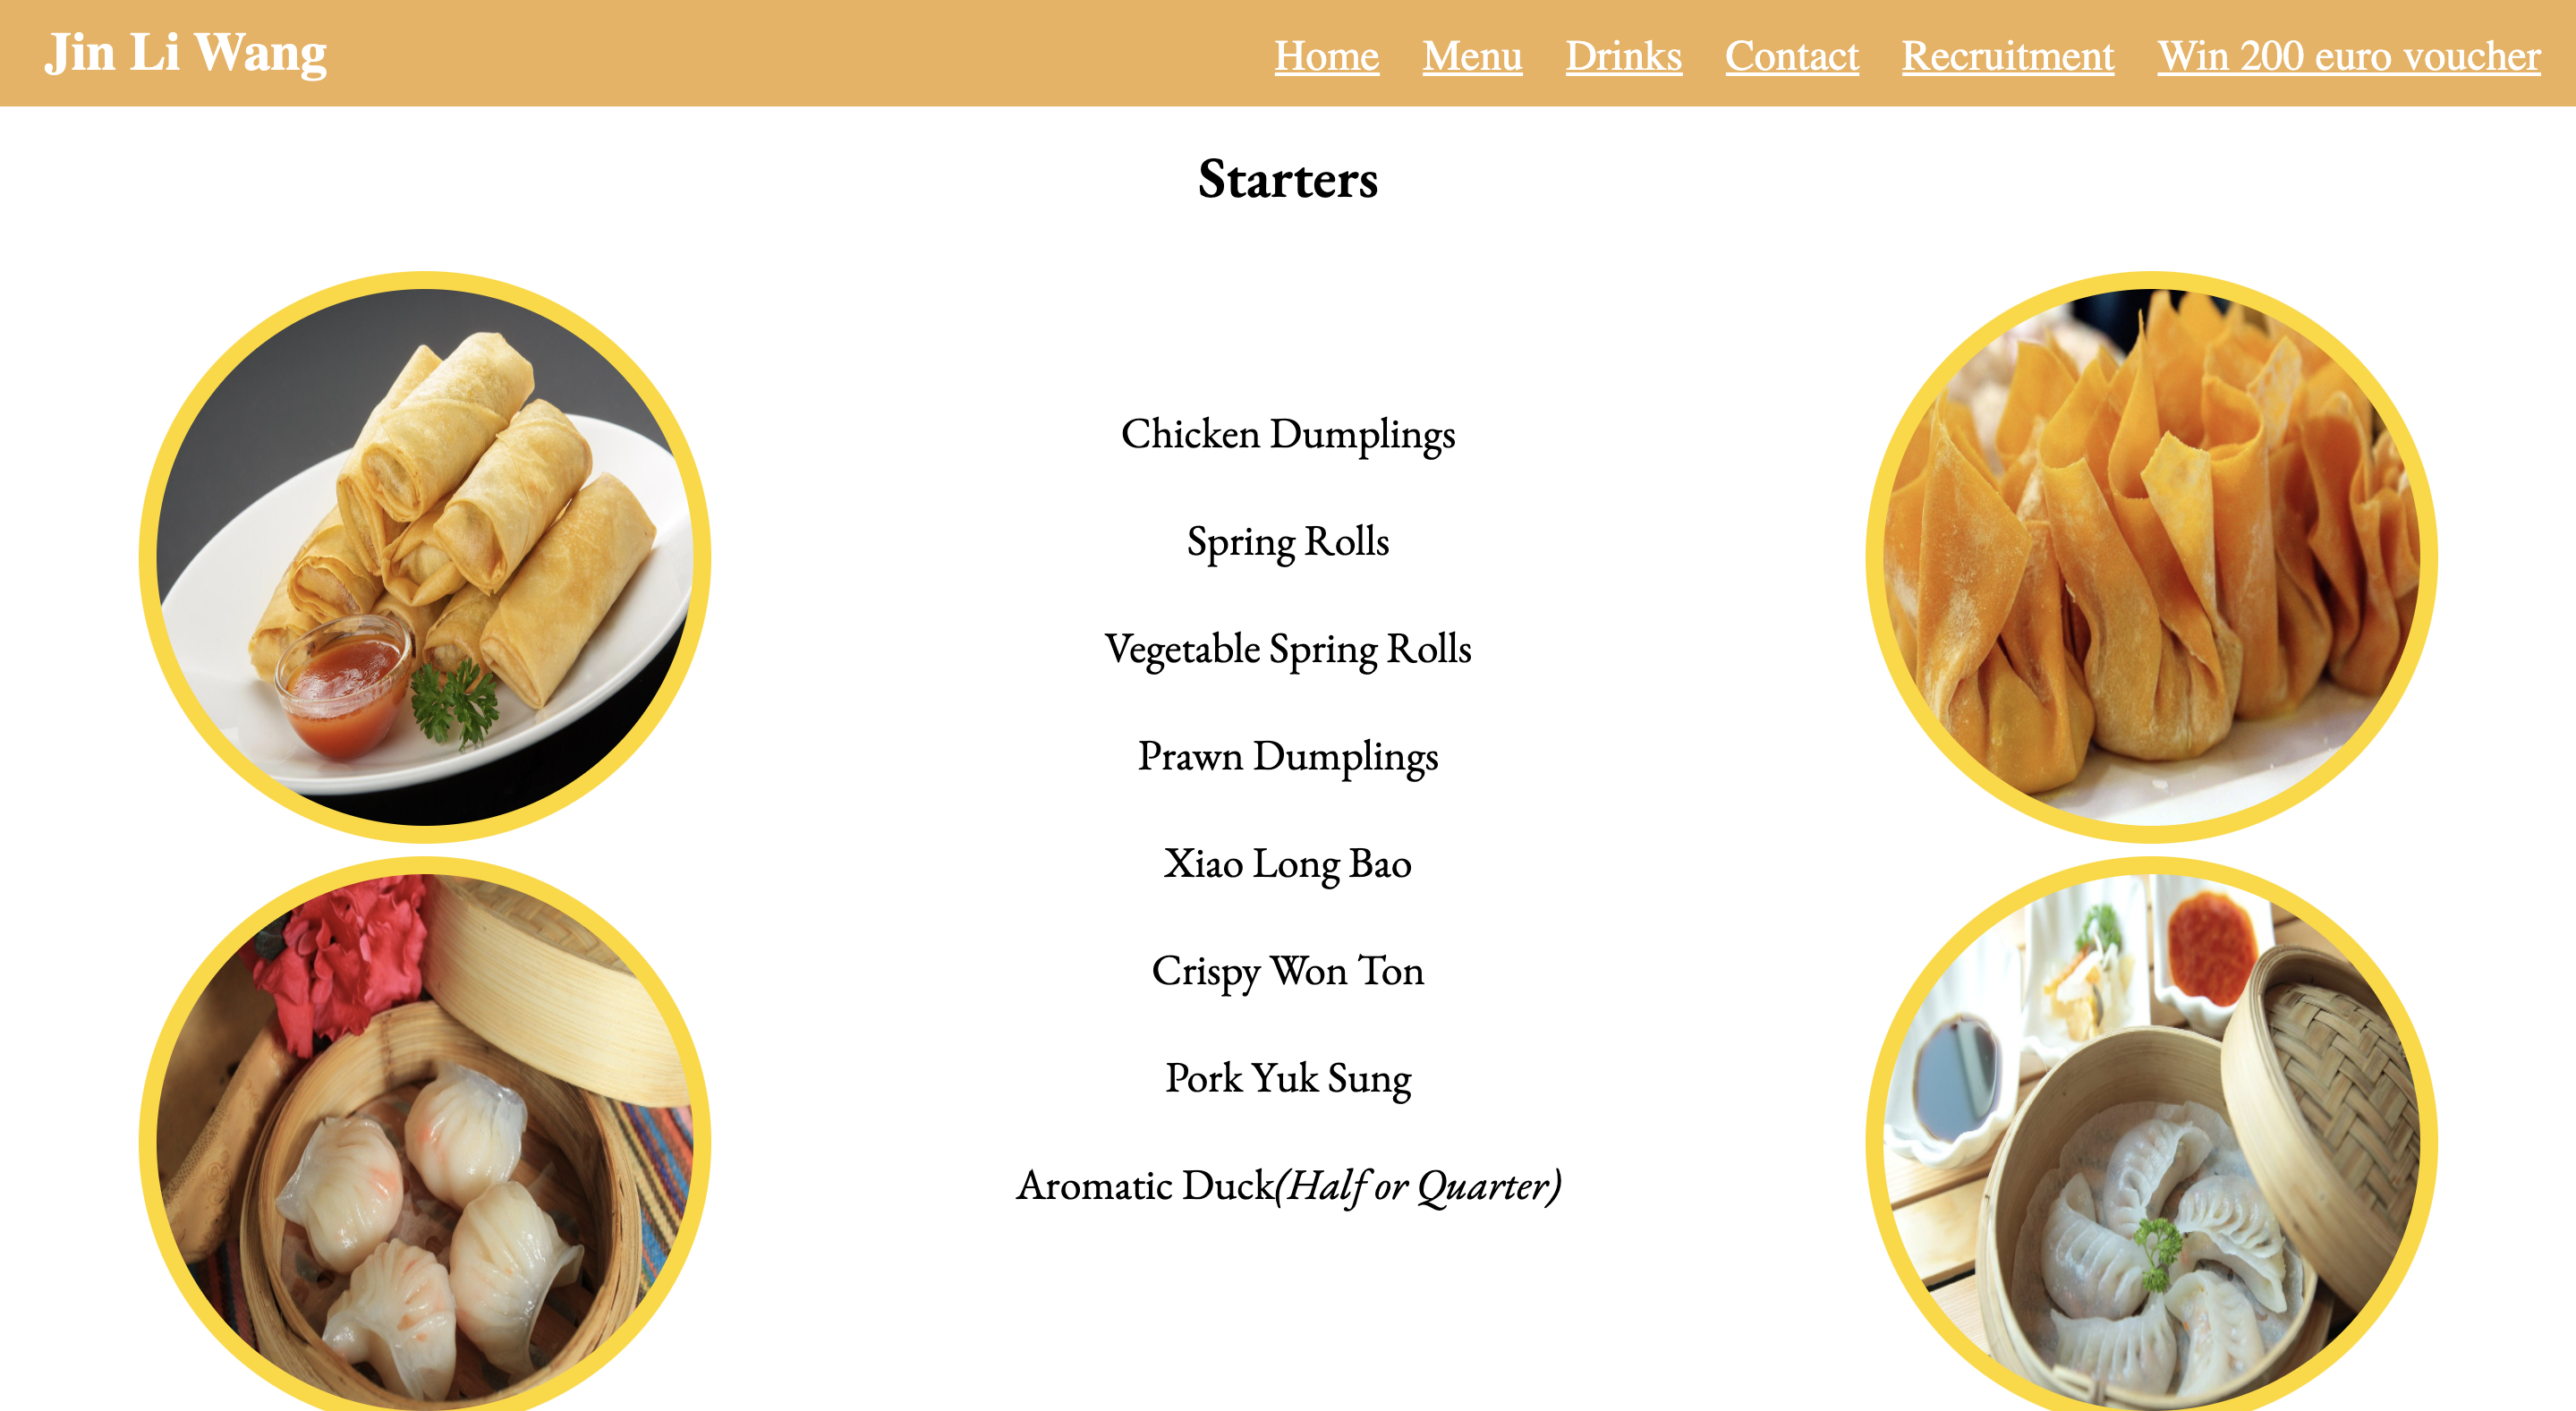 Jin Li Wang
Home Menu Drinks Contact Recruitment Win 200 euro voucher
Starters
Chicken Dumplings
Spring Rolls
Vegetable Spring Rolls
Prawn Dumplings
Xiao Long Bao
Crispy Won Ton
Pork Yuk Sung
Aromatic Duck(Half or Quarter)